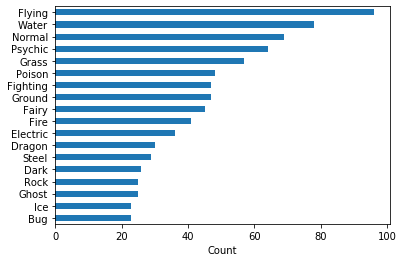 Flying
Water
Normal
Psychic
Grass
Poison
Fighting
Ground
Fairy
Fire
Electric
Dragon
Steel
Dark
Rock
Ghost
Ice
Bug
0 20 40 60 80 100
Count